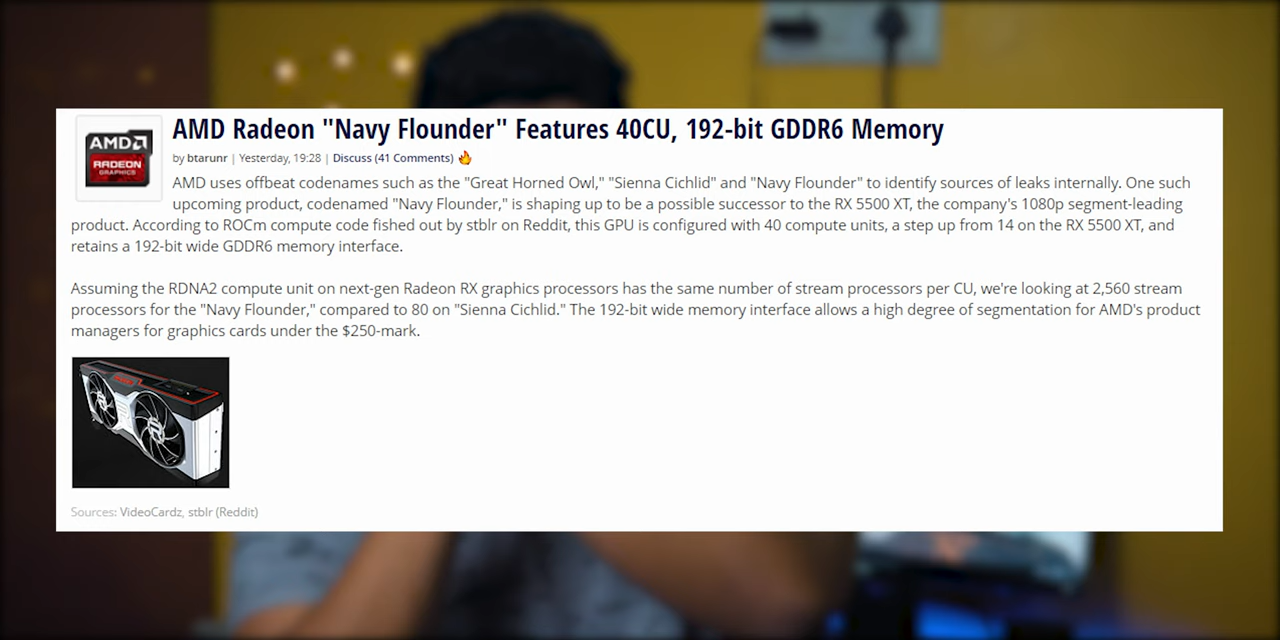 AMD Radeon "Navy Flounder" Features 40CU, 192-bit GDDR6 Memory
by btarunr | Yesterday, 19:28 | Discuss (41 Comments)
AMD
RADEON
GRAPHICS
AMD uses offbeat codenames such as the "Great Horned Owl," "Sienna Cichlid" and "Navy Flounder" to identify sources of leaks internally. One such
upcoming product, codenamed "Navy Flounder," is shaping up to be a possible successor to the RX 5500 XT, the company's 1080p segment-leading
product. According to ROCm compute code fished out by stblr on Reddit, this GPU is configured with 40 compute units, a step up from 14 on the RX 5500 XT, and
retains a 192-bit wide GDDR6 memory interface.
Assuming the RDNA2 compute unit on next-gen Radeon RX graphics processors has the same number of stream processors per CU, we're looking at 2,560 stream
processors for the "Navy Flounder," compared to 80 on "Sienna Cichlid." The 192-bit wide memory interface allows a high degree of segmentation for AMD's product
managers for graphics cards under the $250-mark.
Sources: VideoCardz, stblr (Reddit)